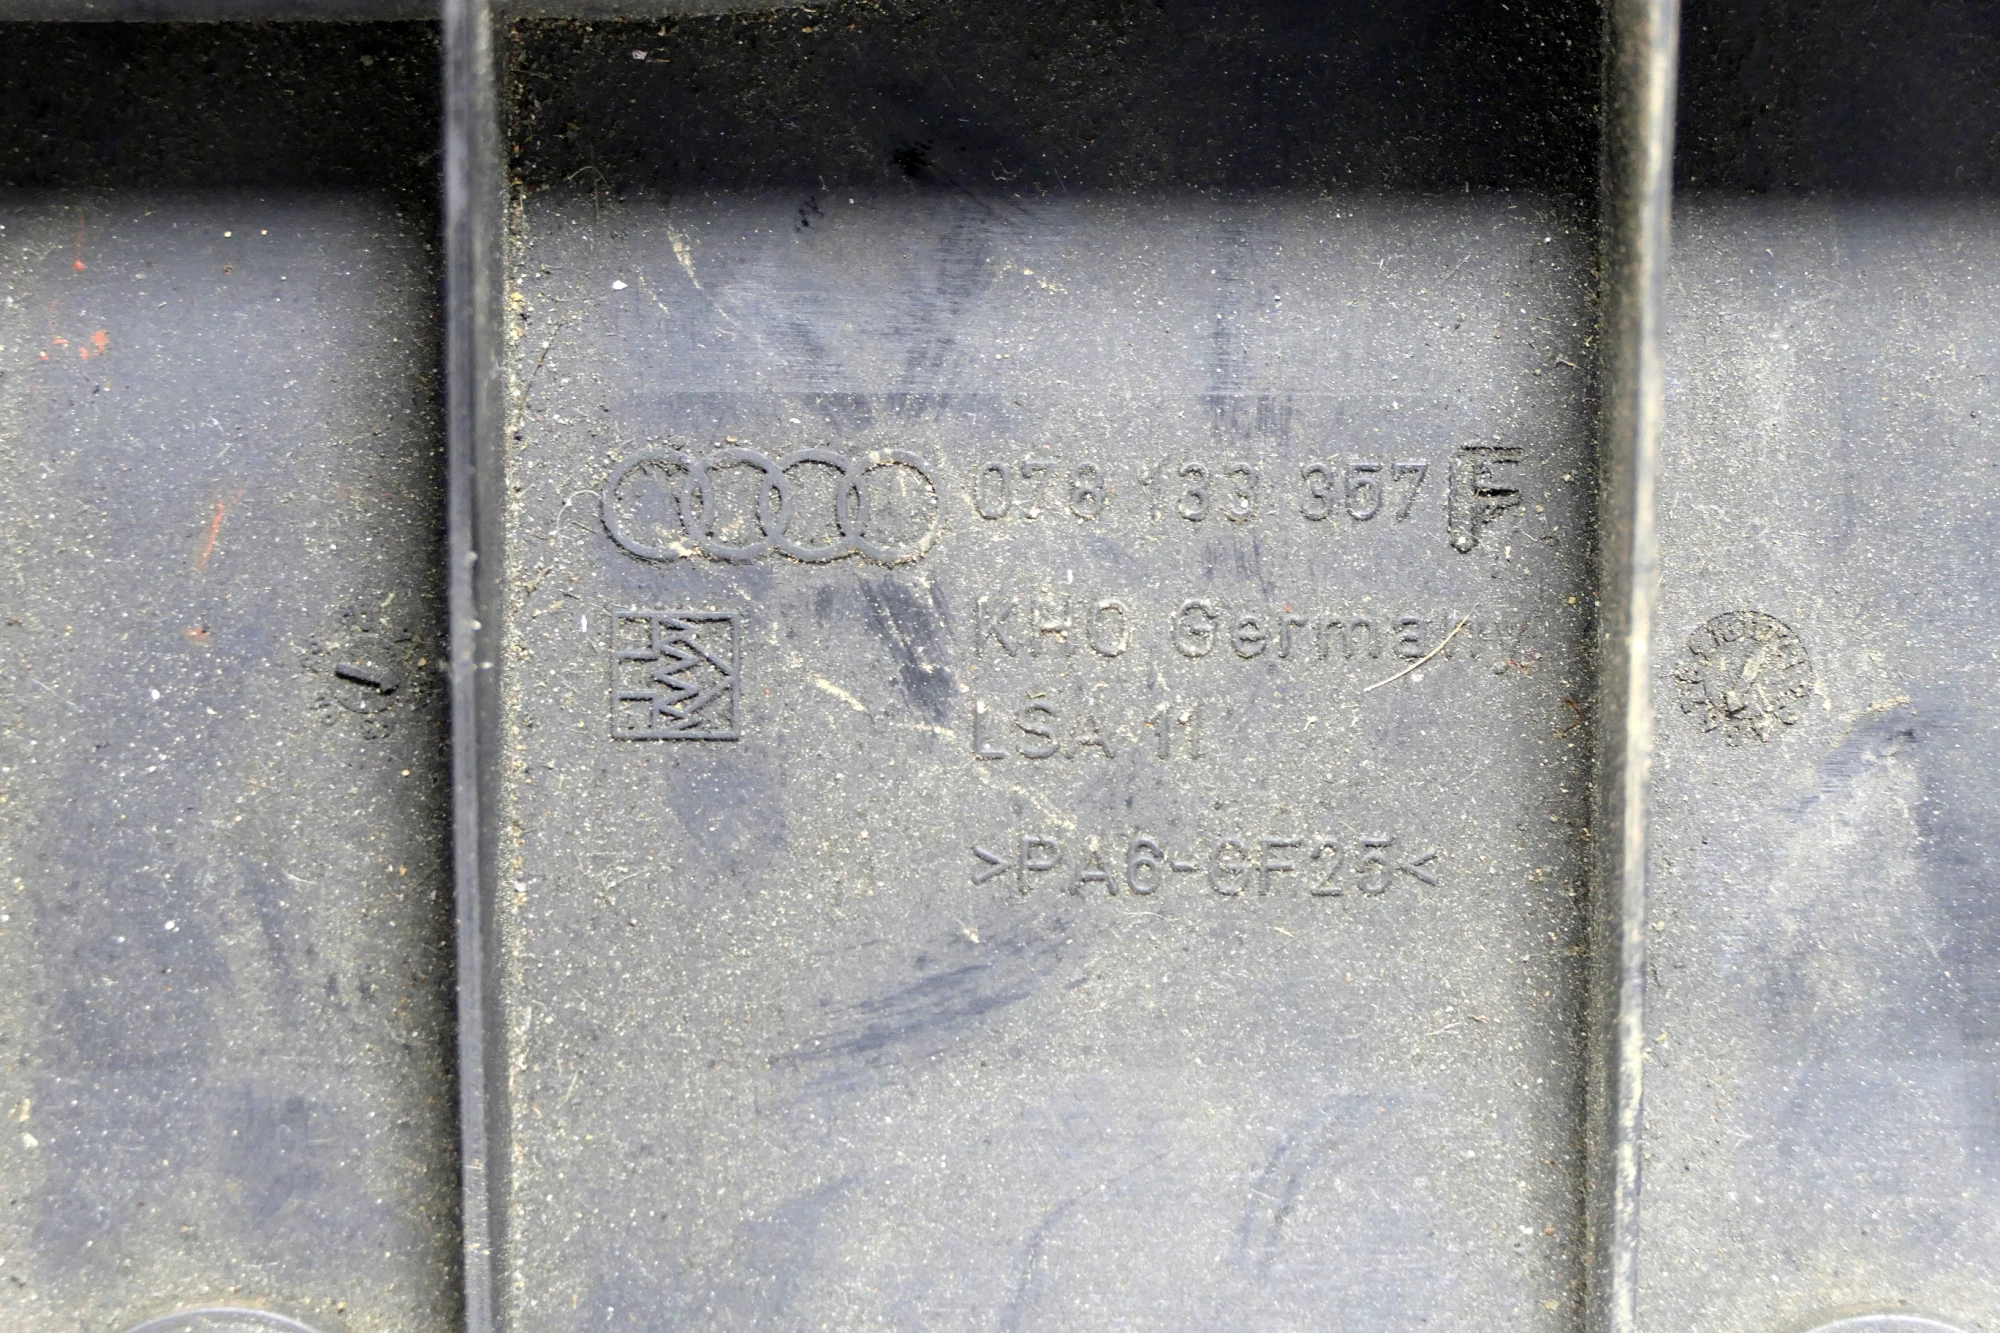 078 133 357 F
KHO Germany
LSA 11
>PA6-GF25<